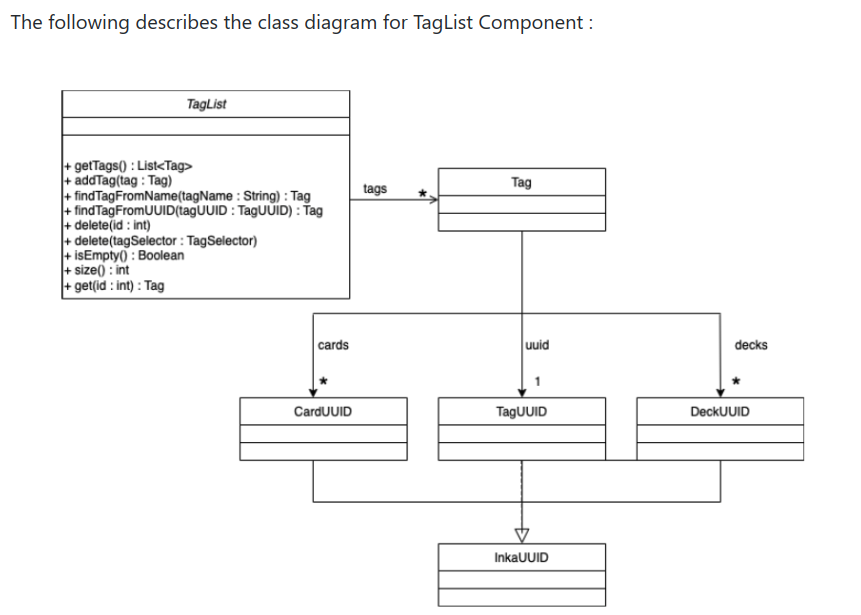 The following describes the class diagram for TagList Component :
TagList
+ getTags() : List<Tag>
+ addTag(tag : Tag)
+ findTagFromName(tagName : String) : Tag
+ findTagFromUUID(tagUUID : TagUUID) : Tag
+ delete(id : int)
+ delete(tagSelector : TagSelector)
+ isEmpty() : Boolean
+ size() : int
+ get(id : int) : Tag
tags
*
Tag
cards
uuid
decks
*
1
*
CardUUID
TagUUID
DeckUUID
InkaUUID